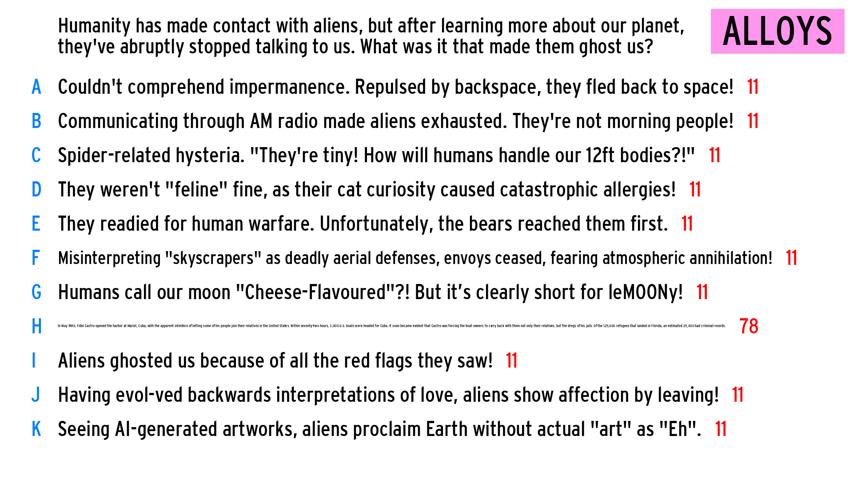 Humanity has made contact with aliens, but after learning more about our planet,
they've abruptly stopped talking to us. What was it that made them ghost us?
ALLOYS
A Couldn't comprehend impermanence. Repulsed by backspace, they fled back to space! 11
B Communicating through AM radio made aliens exhausted. They're not morning people! 11
C Spider-related hysteria. "They're tiny! How will humans handle our 12ft bodies?!" 11
D They weren't "feline" fine, as their cat curiosity caused catastrophic allergies! 11
E They readied for human warfare. Unfortunately, the bears reached them first. 11
F Misinterpreting "skyscrapers" as deadly aerial defenses, envoys ceased, fearing atmospheric annihilation! 11
G Humans call our moon "Cheese-Flavoured"?! But it’s clearly short for leMOONy! 11
H 78
I Aliens ghosted us because of all the red flags they saw! 11
J Having evol-ved backwards interpretations of love, aliens show affection by leaving! 11
K Seeing AI-generated artworks, aliens proclaim Earth without actual "art" as "Eh". 11